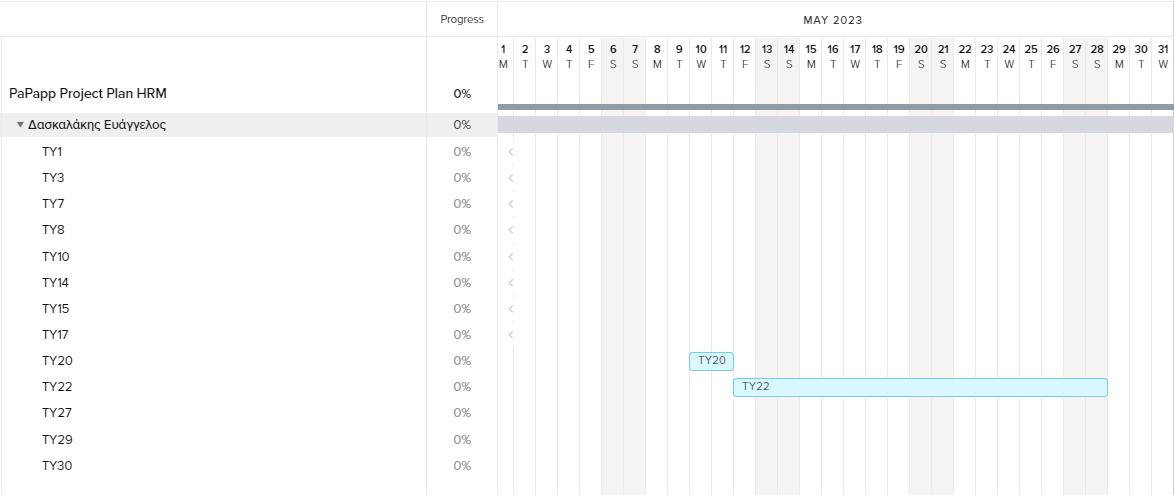 Progress MAY 2023
1 2 3 4 5 6 7 8 9 10 11 12 13 14 15 16 17 18 19 20 21 22 23 24 25 26 27 28 29 30 31
M T W T F S S M T W T F S S M T W T F S S M T W T F S S M T W
PaPapp Project Plan HRM 0%
Δασκαλάκης Ευάγγελος 0%
TY1 0%
TY3 0%
TY7 0%
TY8 0%
TY10 0%
TY14 0%
TY15 0%
TY17 0%
TY20 0% TY20
TY22 0% TY22
TY27 0%
TY29 0%
TY30 0%